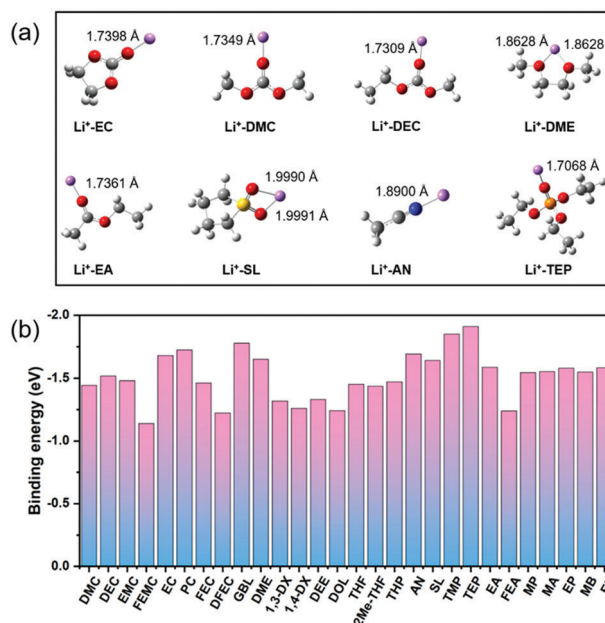 (a)
1.7398 Å
1.7349 Å
1.7309 Å
1.8628 Å
1.8628
Li⁺-EC
Li⁺-DMC
Li⁺-DEC
Li⁺-DME
1.7361 Å
1.9990 Å
1.9991 Å
1.8900 Å
1.7068 Å
Li⁺-EA
Li⁺-SL
Li⁺-AN
Li⁺-TEP
(b)
Binding energy (eV)
-2.0
-1.5
-1.0
-0.5
0.0
DMC
DEC
EMC
FEMC
EC
PC
FEC
DFEC
GBL
DME
1,3-DX
1,4-DX
DEE
DOL
THF
2Me-THF
THP
AN
SL
TMP
TEP
EA
FEA
MP
MA
EP
MB